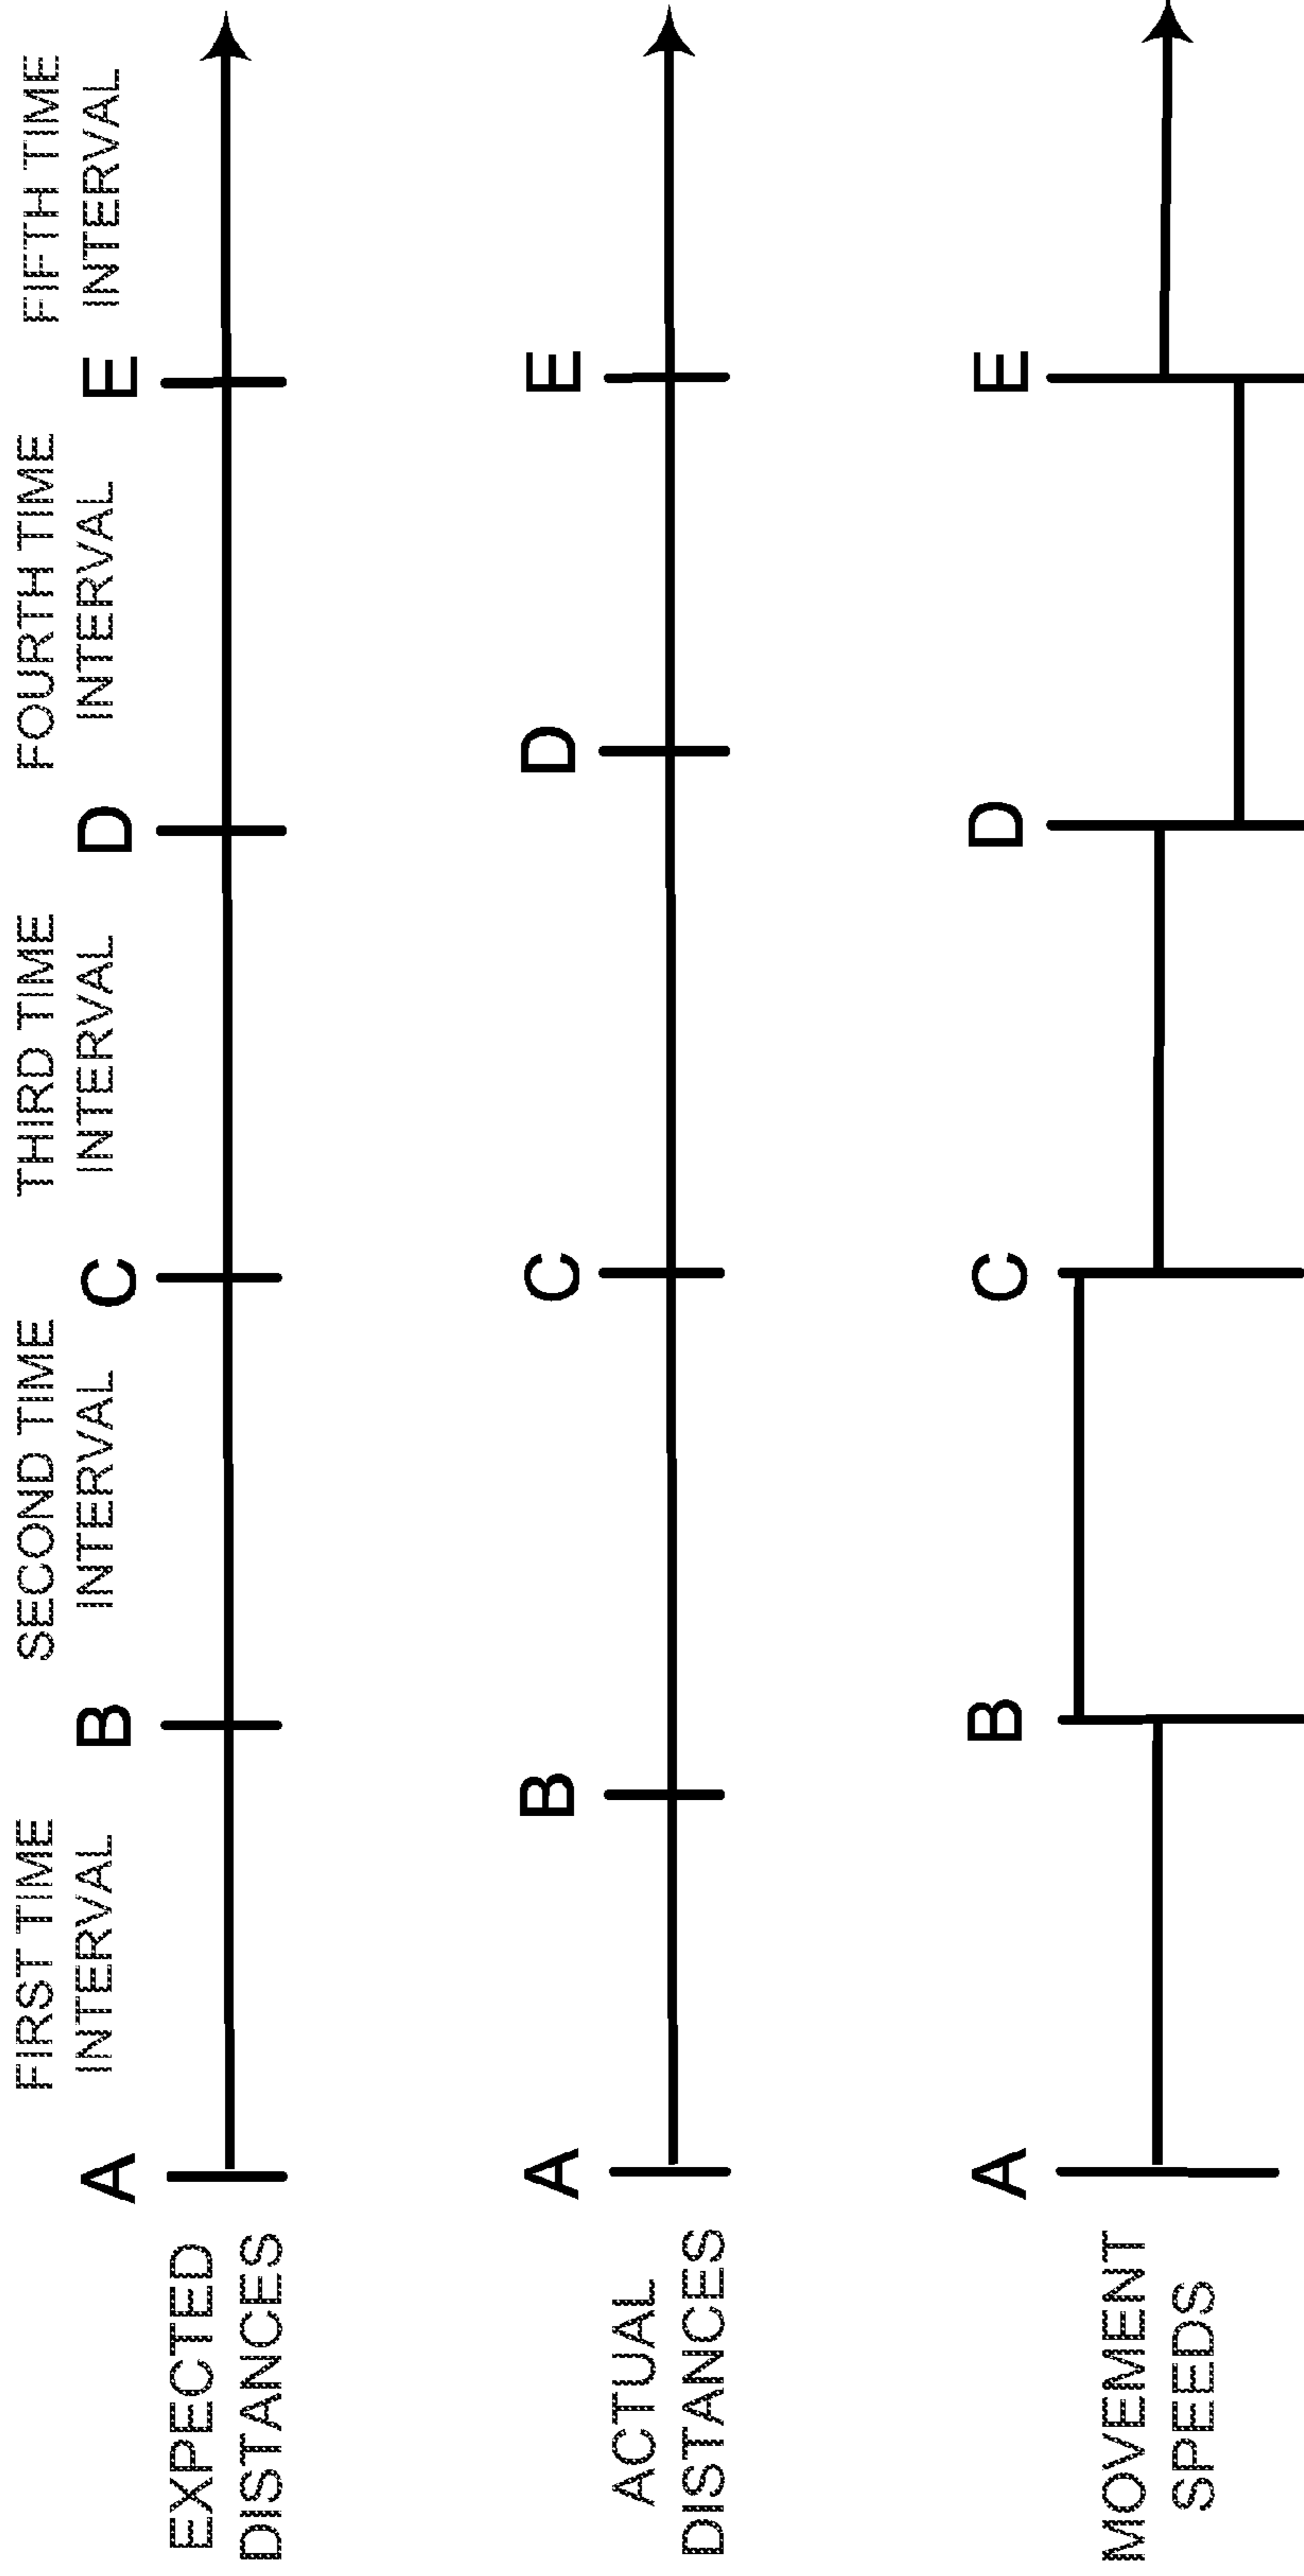 FIRST TIME
INTERVAL
SECOND TIME
INTERVAL
THIRD TIME
INTERVAL
FOURTH TIME
INTERVAL
FIFTH TIME
INTERVAL
A B C D E
EXPECTED
DISTANCES
A B C D E
ACTUAL
DISTANCES
A B C D E
MOVEMENT
SPEEDS